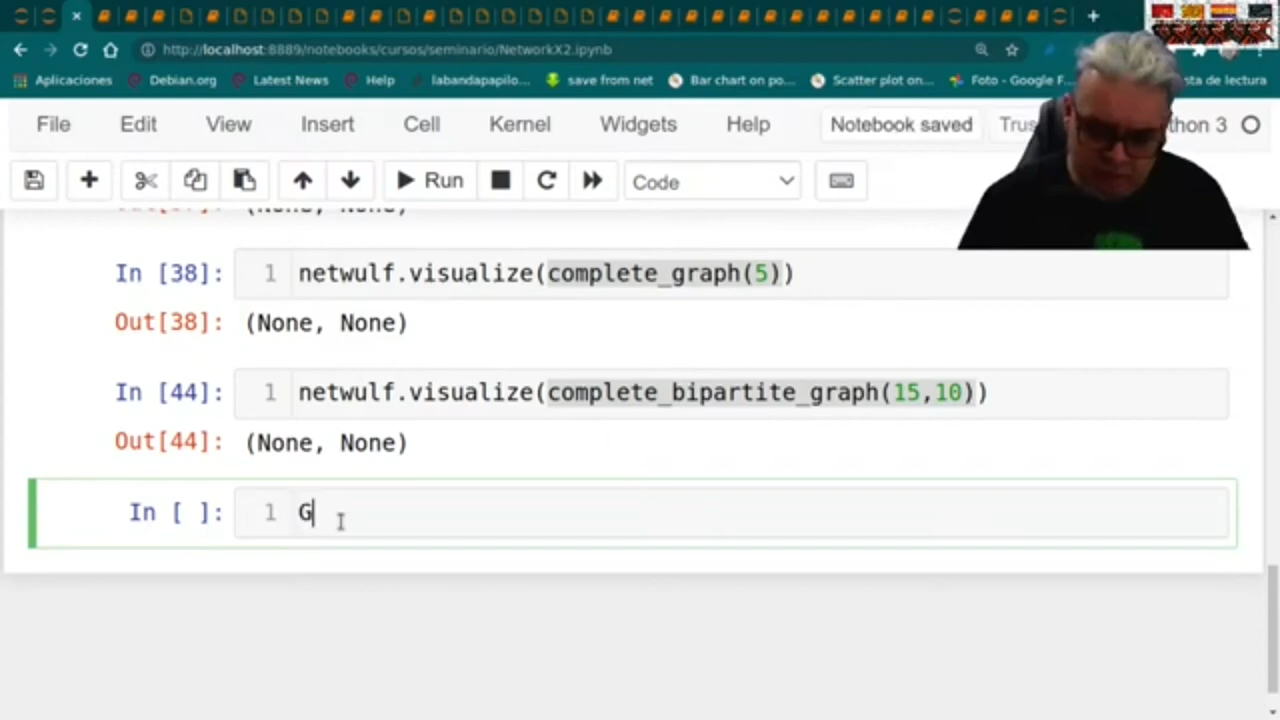 http://localhost:8889/notebooks/cursos/seminario/NetworkX2.ipynb
Aplicaciones Debian.org Latest News Help labandapapilo... save from net Bar chart on po... Scatter plot on... Foto - Google F... sta de lectura
File Edit View Insert Cell Kernel Widgets Help Notebook saved Trus thon 3
Run Code
(None, None)
In [38]: 1 netwulf.visualize(complete_graph(5))
Out[38]: (None, None)
In [44]: 1 netwulf.visualize(complete_bipartite_graph(15,10))
Out[44]: (None, None)
In [ ]: 1 G